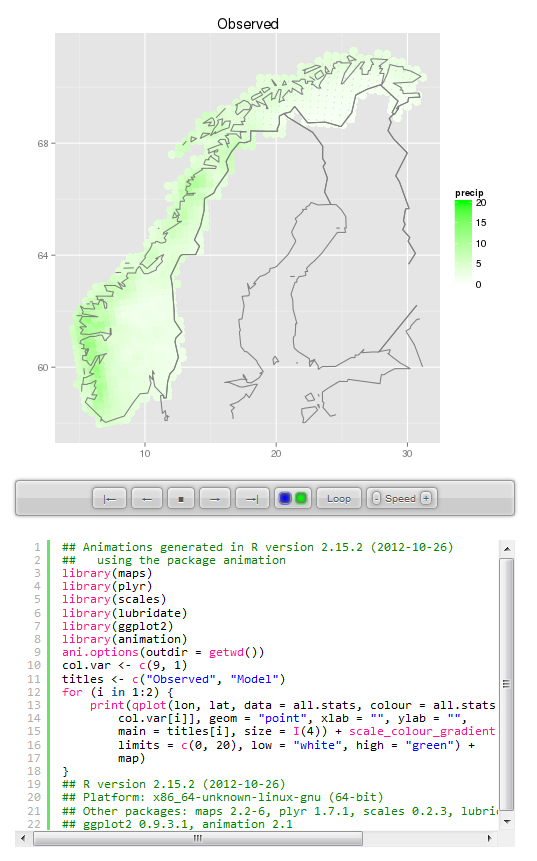 Observed
68
64
60
10
20
30
precip
20
15
10
5
0
|← ← ■ → →| Loop - Speed +
1 ## Animations generated in R version 2.15.2 (2012-10-26)
2 ##   using the package animation
3 library(maps)
4 library(plyr)
5 library(scales)
6 library(lubridate)
7 library(ggplot2)
8 library(animation)
9 ani.options(outdir = getwd())
10 col.var <- c(9, 1)
11 titles <- c("Observed", "Model")
12 for (i in 1:2) {
13     print(qplot(lon, lat, data = all.stats, colour = all.stats
14         col.var[i]], geom = "point", xlab = "", ylab = "",
15         main = titles[i], size = I(4)) + scale_colour_gradient
16         limits = c(0, 20), low = "white", high = "green") +
17         map)
18 }
19 ## R version 2.15.2 (2012-10-26)
20 ## Platform: x86_64-unknown-linux-gnu (64-bit)
21 ## Other packages: maps 2.2-6, plyr 1.7.1, scales 0.2.3, lubri
22 ## ggplot2 0.9.3.1, animation 2.1